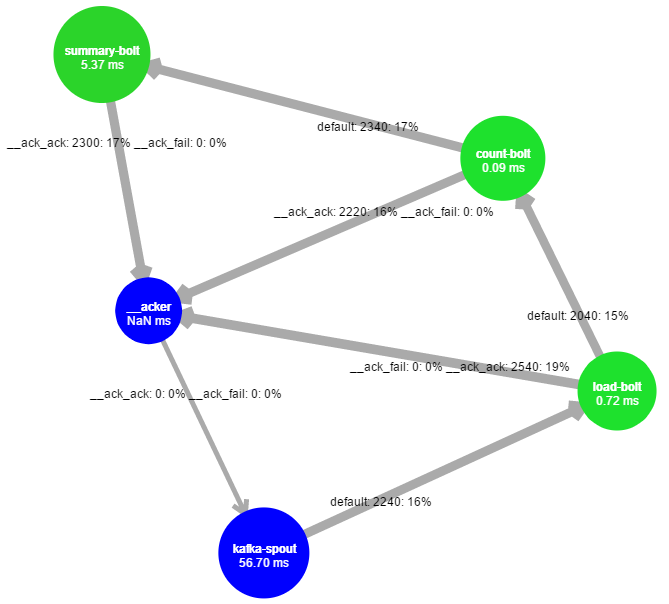 summary-bolt
5.37 ms
default: 2340: 17%
__ack_ack: 2300: 17% __ack_fail: 0: 0%
count-bolt
0.09 ms
__ack_ack: 2220: 16% __ack_fail: 0: 0%
__acker
NaN ms
default: 2040: 15%
__ack_fail: 0: 0% __ack_ack: 2540: 19%
load-bolt
0.72 ms
__ack_ack: 0: 0% __ack_fail: 0: 0%
default: 2240: 16%
kafka-spout
56.70 ms